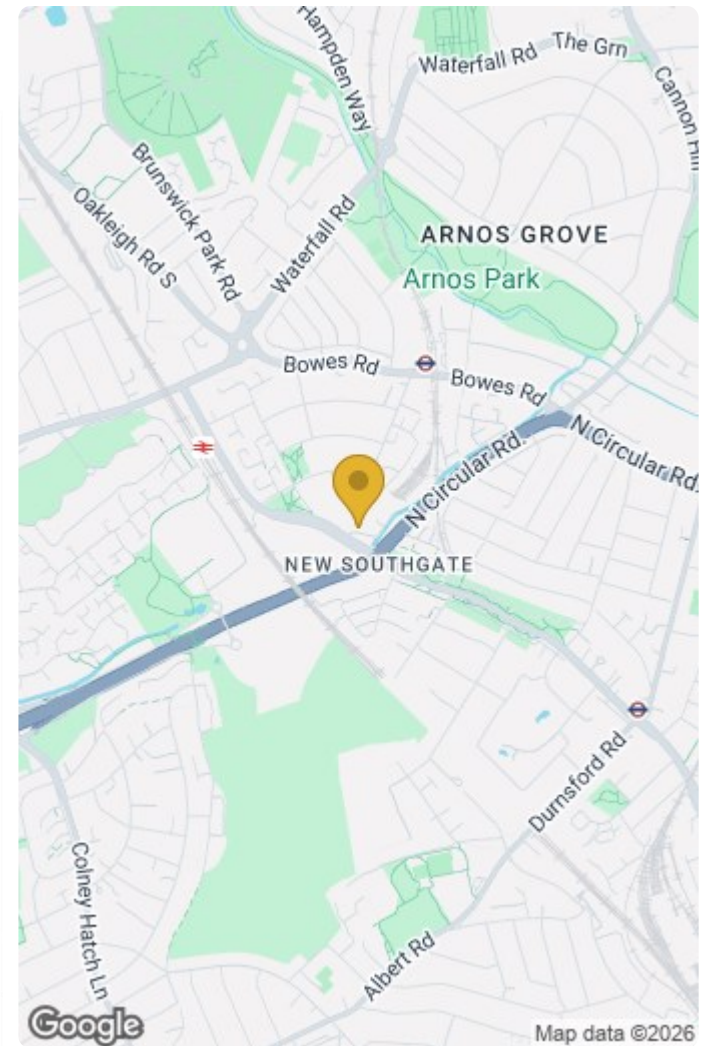 Hampden Way
Waterfall Rd
The Grn
Cannon Hill
Brunswick Park Rd
Oakleigh Rd S
Waterfall Rd
ARNOS GROVE
Arnos Park
Bowes Rd
Bowes Rd
N Circular Rd
N Circular Rd
NEW SOUTHGATE
Durnsford Rd
Colney Hatch Ln
Albert Rd
Google
Map data ©2026